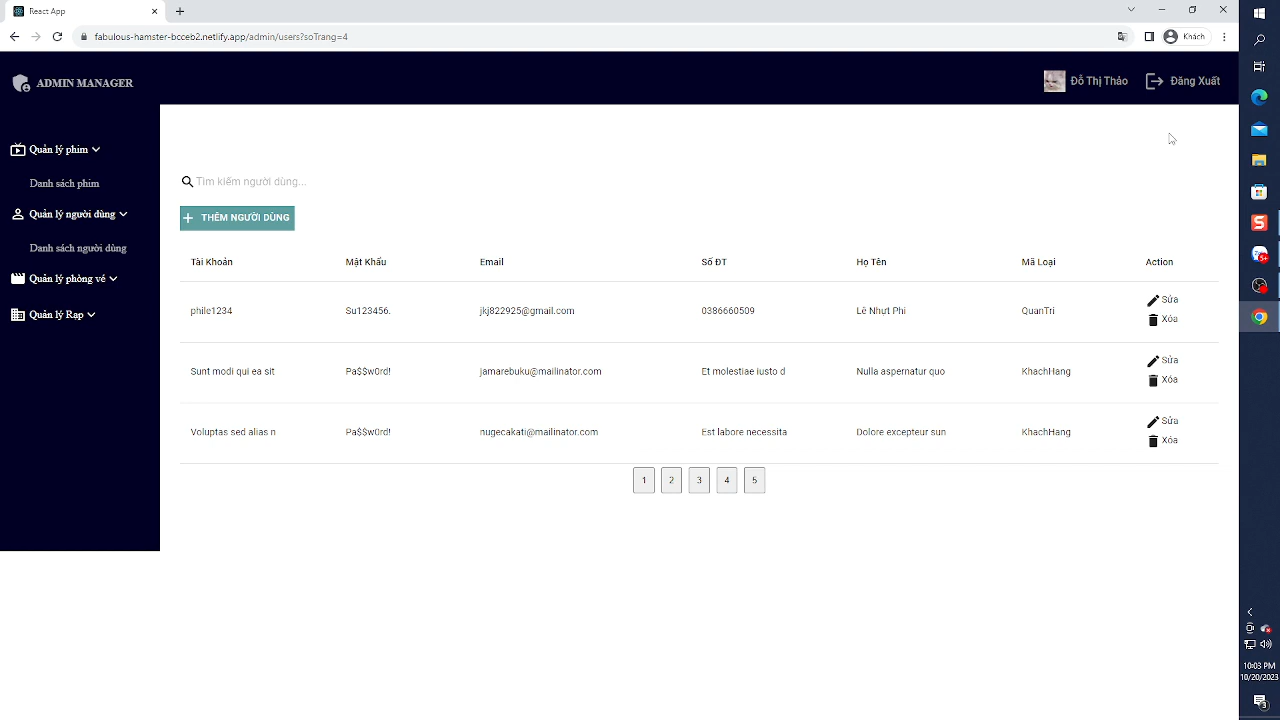 React App
fabulous-hamster-bcceb2.netlify.app/admin/users?soTrang=4
Khách
ADMIN MANAGER
Đỗ Thị Thảo
Đăng Xuất
Quản lý phim
Danh sách phim
Quản lý người dùng
Danh sách người dùng
Quản lý phòng vé
Quản lý Rạp
Tìm kiếm người dùng...
THÊM NGƯỜI DÙNG
Tài Khoản Mật Khẩu Email Số ĐT Họ Tên Mã Loại Action
phile1234 Su123456. jkj822925@gmail.com 0386660509 Lê Nhựt Phi QuanTri Sửa
Xóa
Sunt modi qui ea sit Pa$$w0rd! jamarebuku@mailinator.com Et molestiae iusto d Nulla aspernatur quo KhachHang Sửa
Xóa
Voluptas sed alias n Pa$$w0rd! nugecakati@mailinator.com Est labore necessita Dolore excepteur sun KhachHang Sửa
Xóa
1 2 3 4 5
10:03 PM
10/20/2023